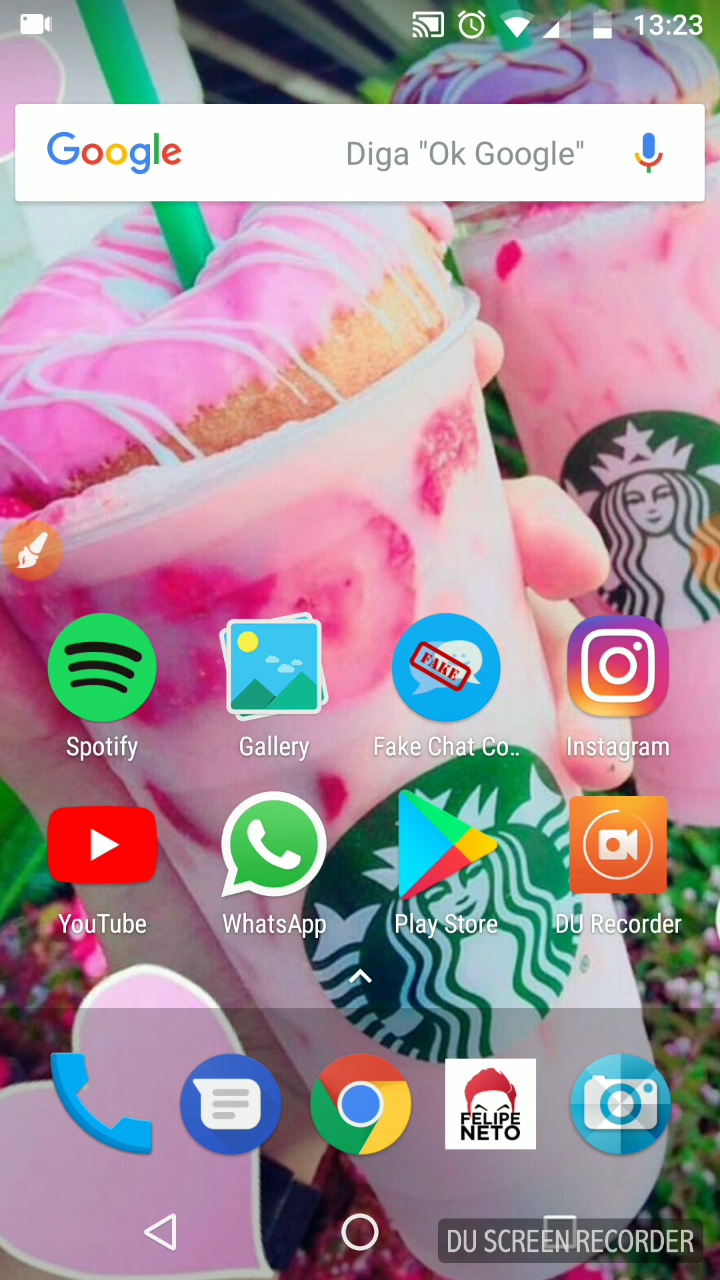 13:23
Google
Diga "Ok Google"
FAKE
Spotify
Gallery
Fake Chat Co..
Instagram
YouTube
WhatsApp
Play Store
DU Recorder
FELIPE
NETO
DU SCREEN RECORDER